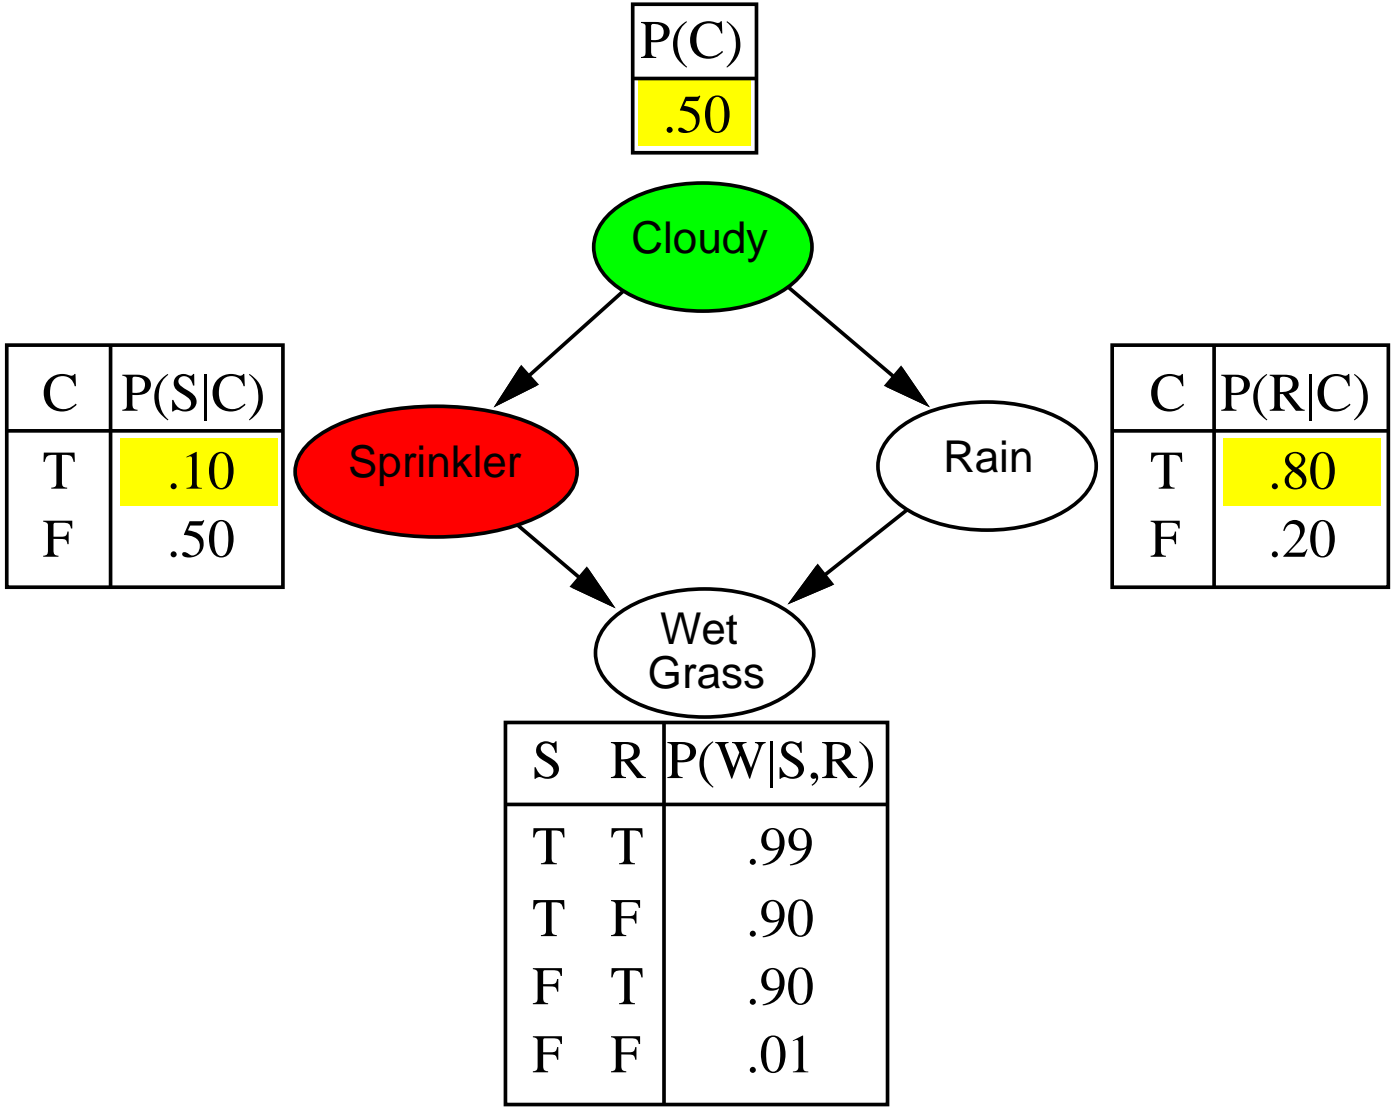 P(C)
.50
Cloudy
C P(S|C)
T .10
F .50
Sprinkler
Rain
C P(R|C)
T .80
F .20
Wet
Grass
S R P(W|S,R)
T T .99
T F .90
F T .90
F F .01